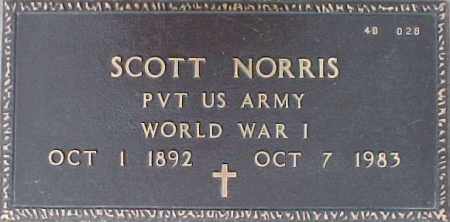 48 028
SCOTT NORRIS
PVT US ARMY
WORLD WAR I
OCT 1 1892 OCT 7 1983